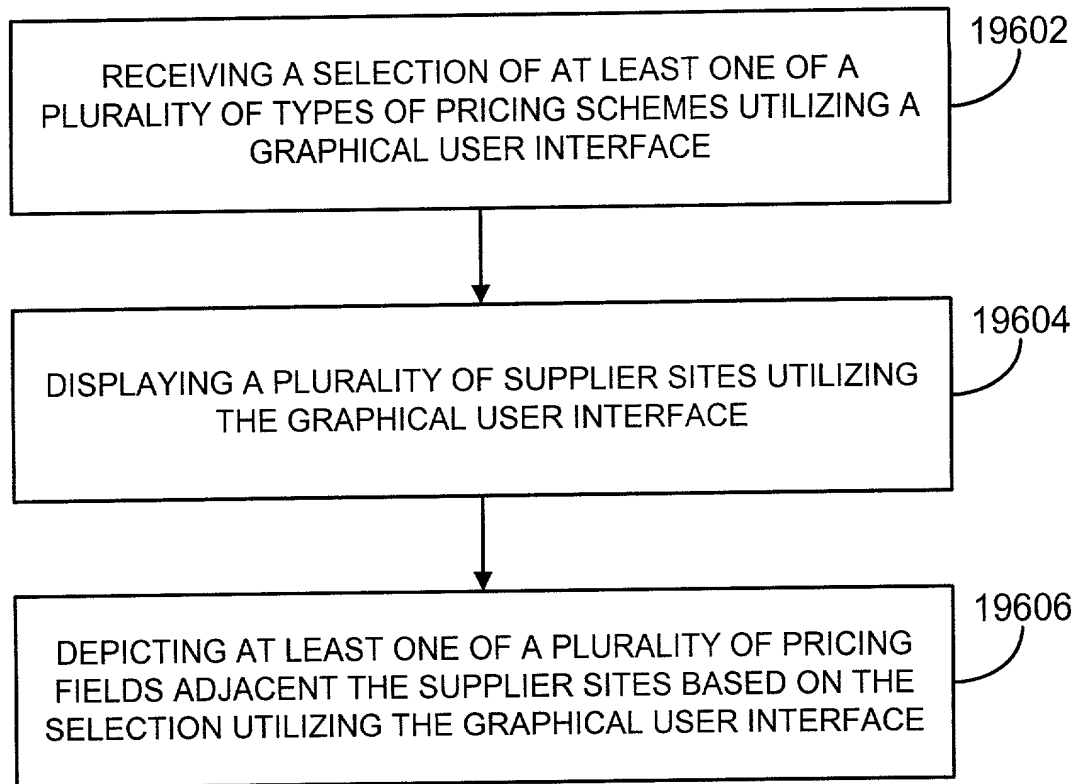 19602
RECEIVING A SELECTION OF AT LEAST ONE OF A
PLURALITY OF TYPES OF PRICING SCHEMES UTILIZING A
GRAPHICAL USER INTERFACE
19604
DISPLAYING A PLURALITY OF SUPPLIER SITES UTILIZING
THE GRAPHICAL USER INTERFACE
19606
DEPICTING AT LEAST ONE OF A PLURALITY OF PRICING
FIELDS ADJACENT THE SUPPLIER SITES BASED ON THE
SELECTION UTILIZING THE GRAPHICAL USER INTERFACE